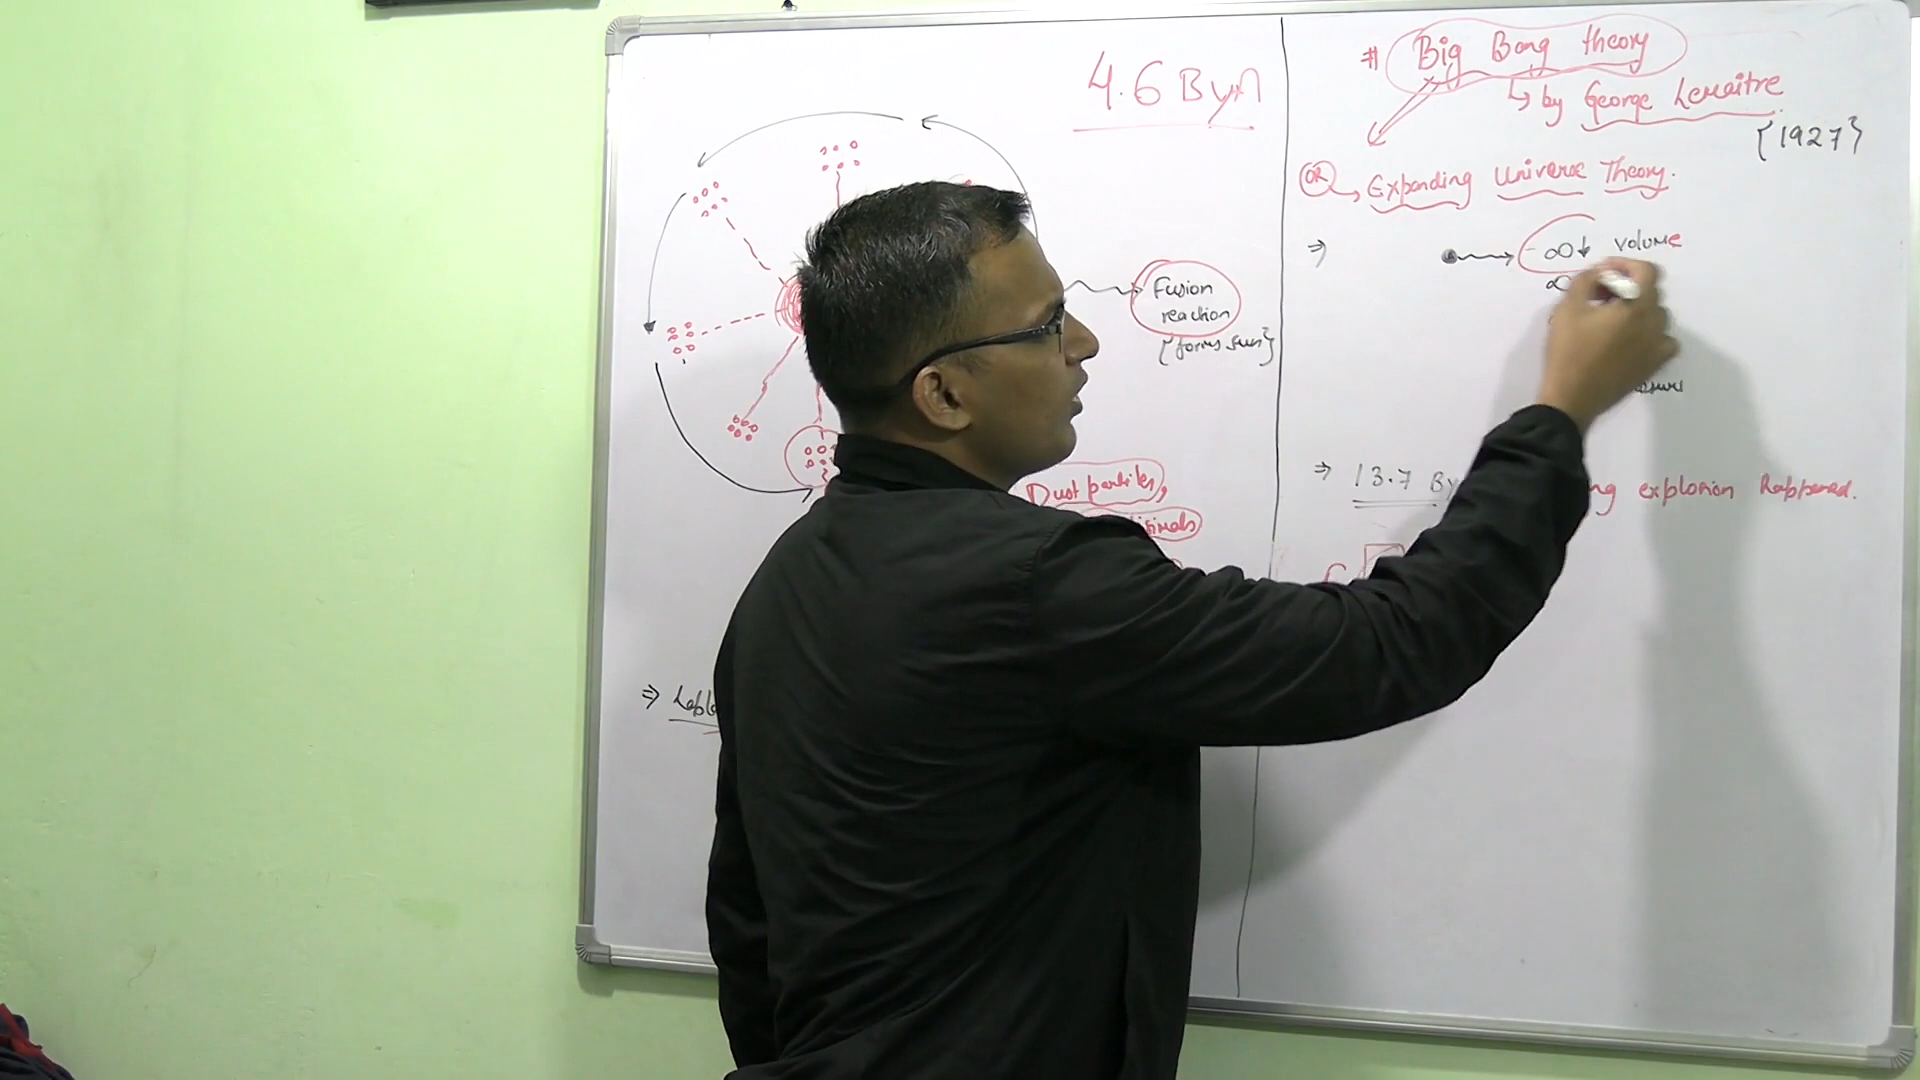 4.6 Byn
Fusion
reaction
{forms sun}
Dust particles,
⇒
# Big Bang theory
↳ by George Lemaitre
{1927}
OR → Expanding Universe Theory.
⇒ • → ∞↓ volume
⇒ 13.7 By
explosion happened.